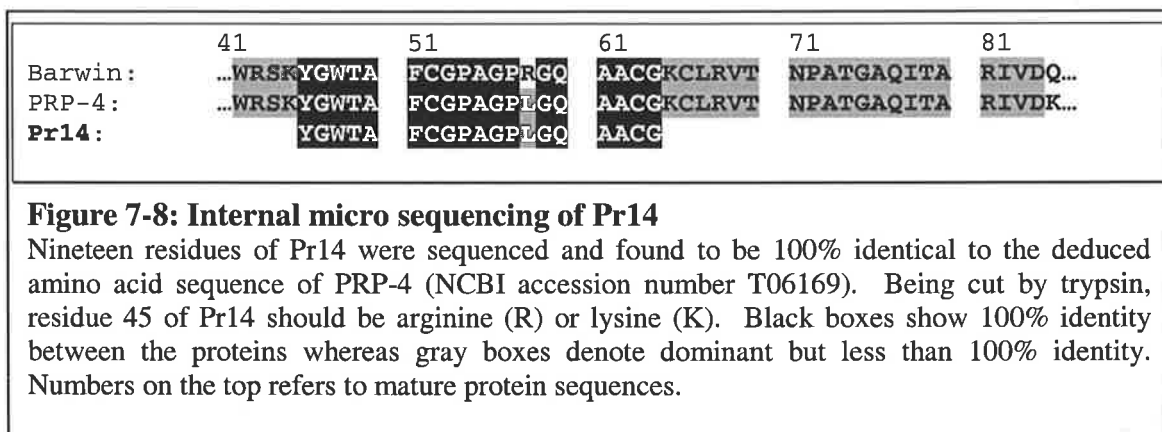 41 51 61 71 81
Barwin: ...WRSKYGWTA FCGPAGPRGQ AACGKCLRVT NPATGAQITA RIVDQ...
PRP-4: ...WRSKYGWTA FCGPAGPLGQ AACGKCLRVT NPATGAQITA RIVDK...
Pr14: YGWTA FCGPAGPLGQ AACG
Figure 7-8: Internal micro sequencing of Pr14
Nineteen residues of Pr14 were sequenced and found to be 100% identical to the deduced
amino acid sequence of PRP-4 (NCBI accession number T06169). Being cut by trypsin,
residue 45 of Pr14 should be arginine (R) or lysine (K). Black boxes show 100% identity
between the proteins whereas gray boxes denote dominant but less than 100% identity.
Numbers on the top refers to mature protein sequences.